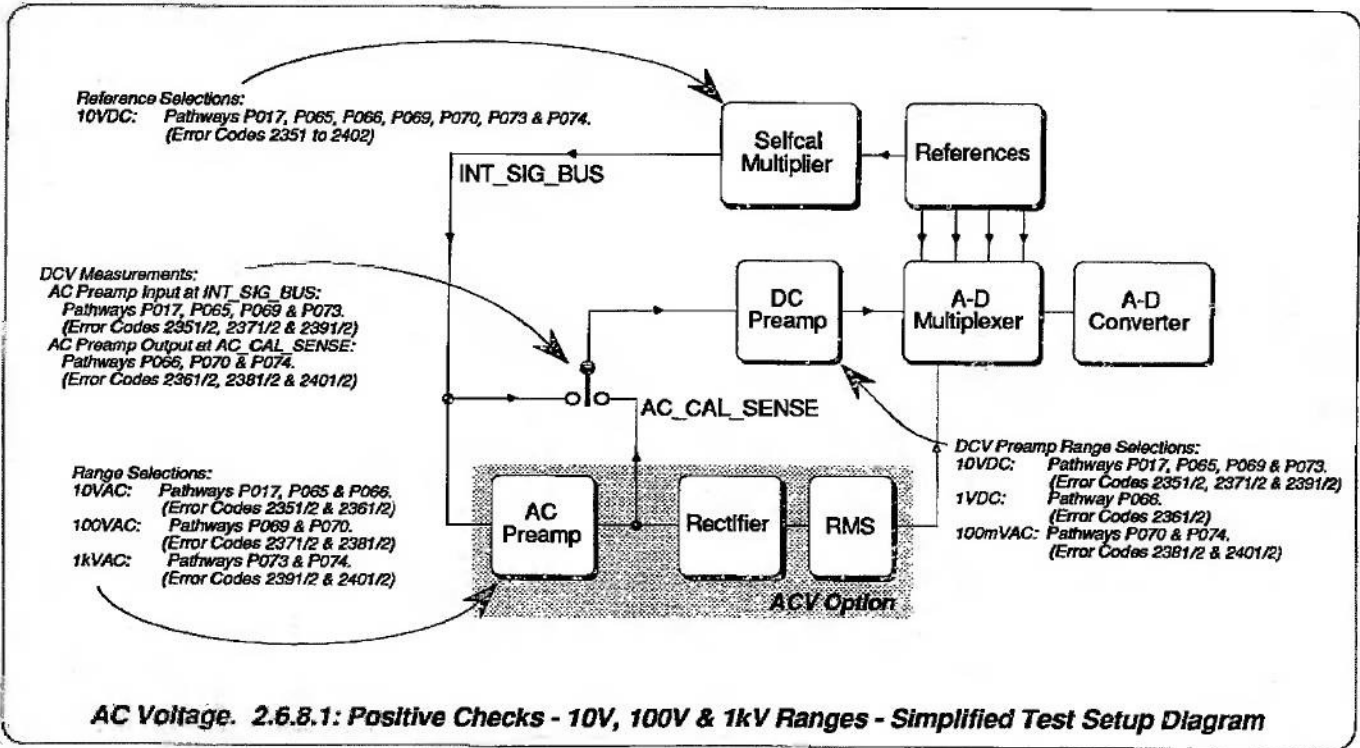 Reference Selections:
10VDC: Pathways P017, P065, P066, P069, P070, P073 & P074.
(Error Codes 2351 to 2402)
Selfcal
Multiplier
References
INT_SIG_BUS
DCV Measurements:
AC Preamp Input at INT_SIG_BUS:
Pathways P017, P065, P069 & P073.
(Error Codes 2351/2, 2371/2 & 2391/2)
AC Preamp Output at AC_CAL_SENSE:
Pathways P066, P070 & P074.
(Error Codes 2361/2, 2381/2 & 2401/2)
DC
Preamp
A-D
Multiplexer
A-D
Converter
AC_CAL_SENSE
Range Selections:
10VAC: Pathways P017, P065 & P066.
(Error Codes 2351/2 & 2361/2)
100VAC: Pathways P069 & P070.
(Error Codes 2371/2 & 2381/2)
1kVAC: Pathways P073 & P074.
(Error Codes 2391/2 & 2401/2)
AC
Preamp
Rectifier
RMS
ACV Option
DCV Preamp Range Selections:
10VDC: Pathways P017, P065, P069 & P073.
(Error Codes 2351/2, 2371/2 & 2391/2)
1VDC: Pathway P066.
(Error Codes 2361/2)
100mVAC: Pathways P070 & P074.
(Error Codes 2381/2 & 2401/2)
AC Voltage. 2.6.8.1: Positive Checks - 10V, 100V & 1kV Ranges - Simplified Test Setup Diagram